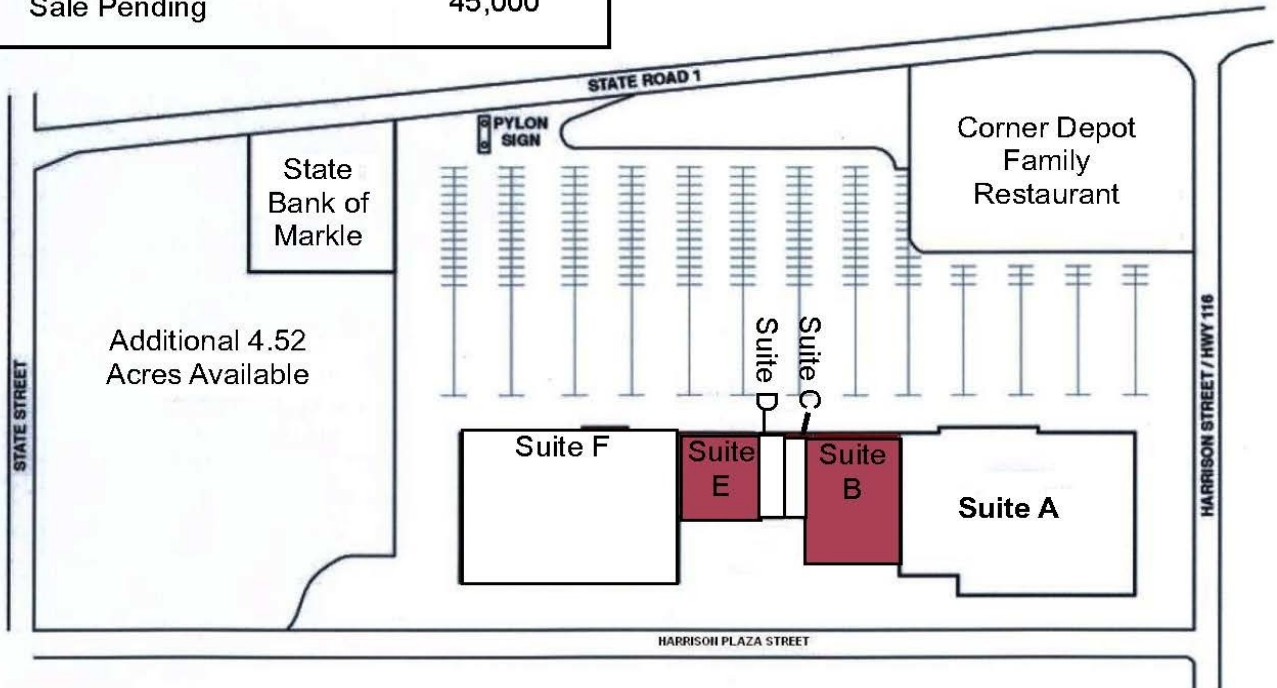 Sale Pending 45,000
STATE ROAD 1
PYLON
SIGN
Corner Depot
Family
Restaurant
State
Bank of
Markle
Additional 4.52
Acres Available
Suite D
Suite C
STATE STREET
HARRISON STREET / HWY 116
Suite F
Suite
E
Suite
B
Suite A
HARRISON PLAZA STREET